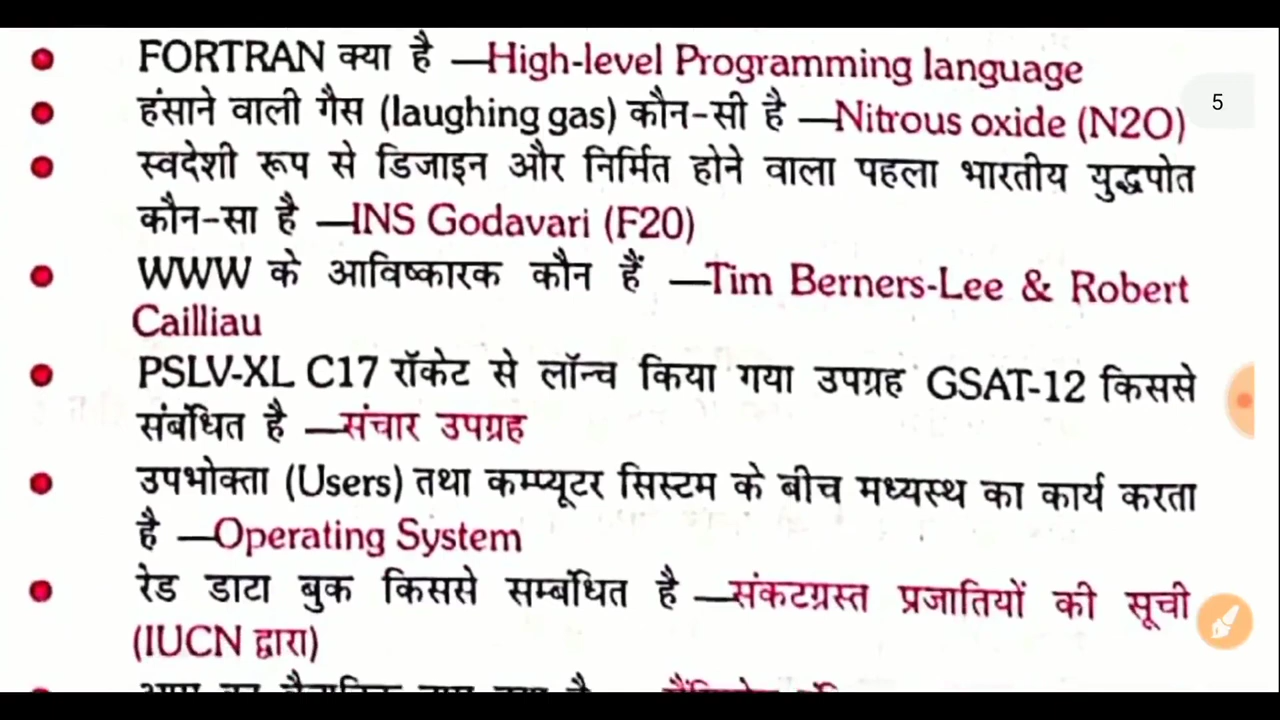 FORTRAN क्या है —High-level Programming language
5
हंसाने वाली गैस (laughing gas) कौन-सी है —Nitrous oxide (N2O)
स्वदेशी रूप से डिजाइन और निर्मित होने वाला पहला भारतीय युद्धपोत
कौन-सा है —INS Godavari (F20)
WWW के आविष्कारक कौन हैं —Tim Berners-Lee & Robert
Cailliau
PSLV-XL C17 रॉकेट से लॉन्च किया गया उपग्रह GSAT-12 किससे
संबंधित है —संचार उपग्रह
उपभोक्ता (Users) तथा कम्प्यूटर सिस्टम के बीच मध्यस्थ का कार्य करता
है —Operating System
रेड डाटा बुक किससे सम्बंधित है —संकटग्रस्त प्रजातियों की सूची
(IUCN द्वारा)